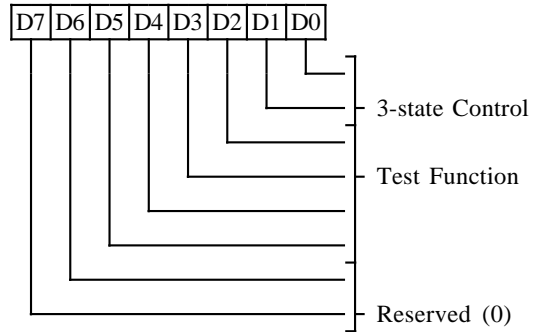 D7 D6 D5 D4 D3 D2 D1 D0
3-state Control
Test Function
Reserved (0)